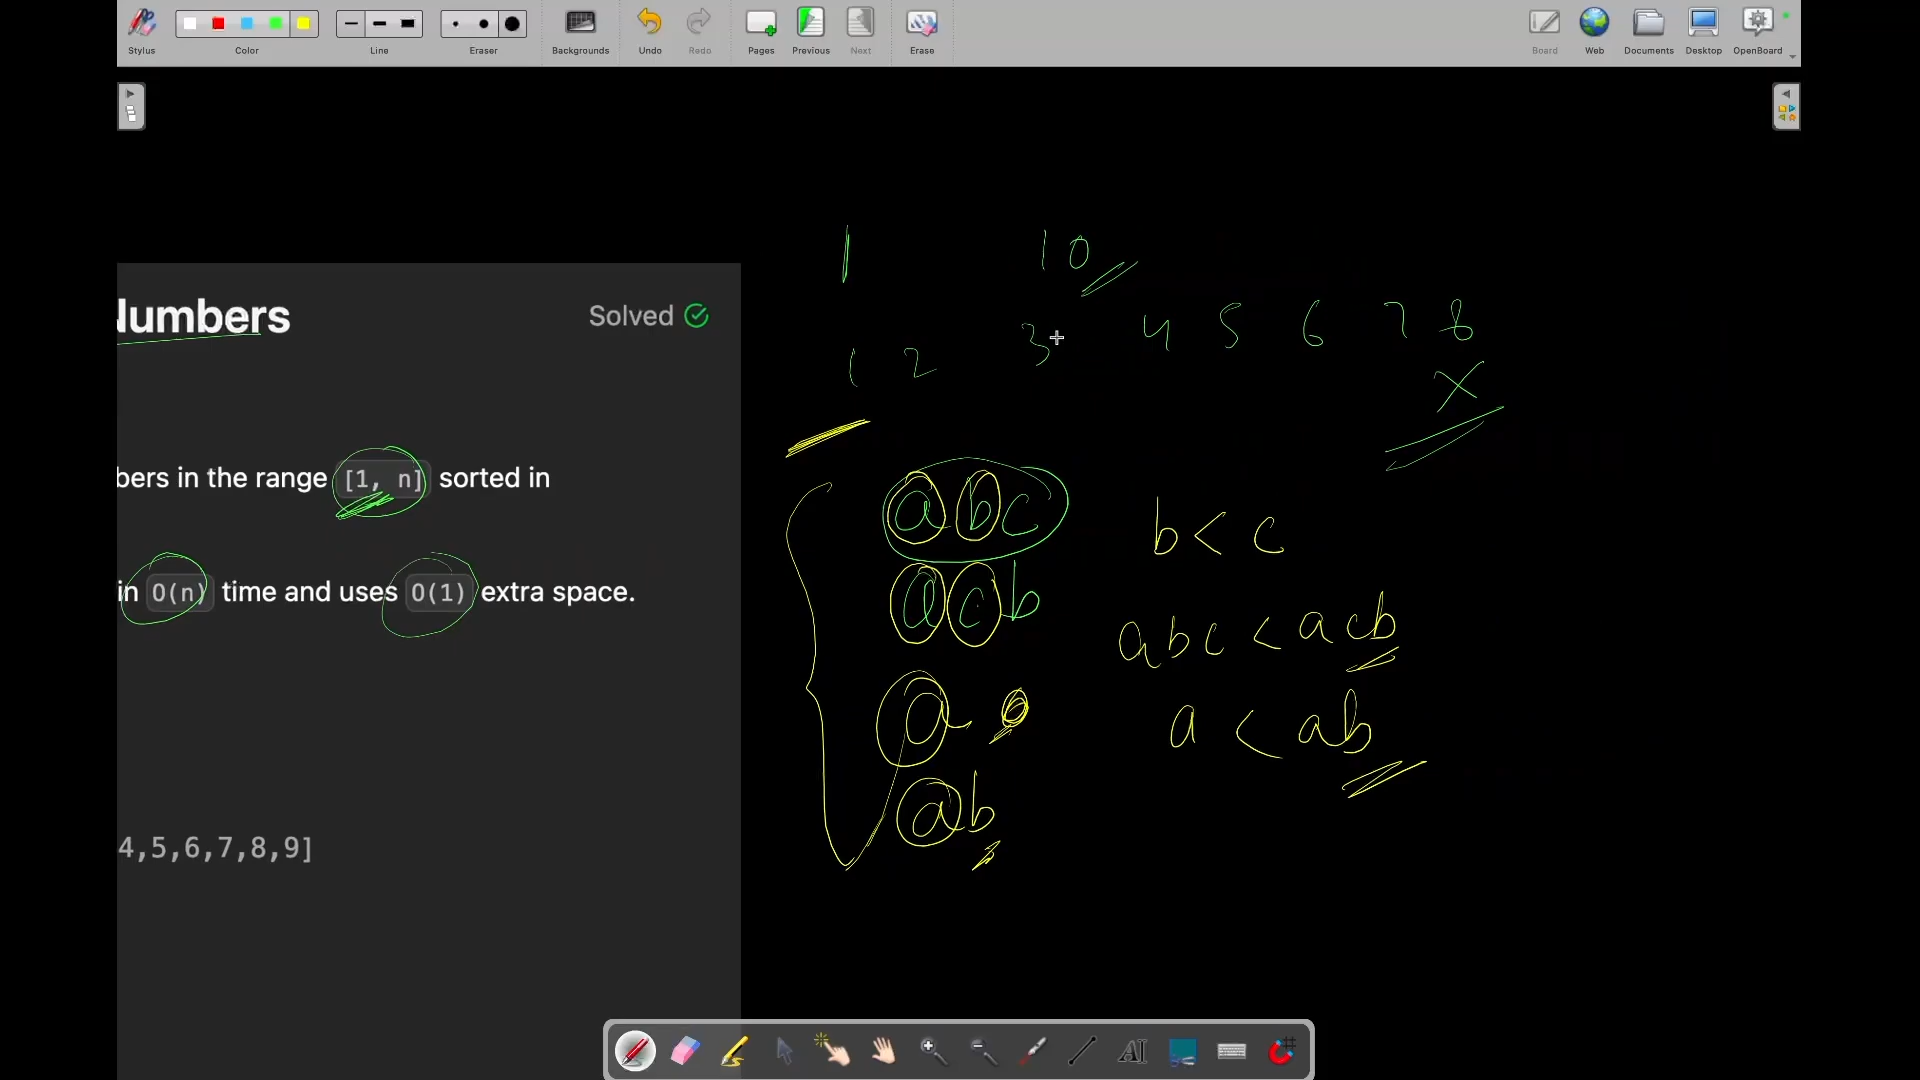 Stylus Color Line Eraser Backgrounds Undo Redo Pages Previous Next Erase Board Web Documents Desktop OpenBoard
1 10
Numbers Solved
1 2 3 4 5 6 7 8
bers in the range [1, n] sorted in
abc b < c
in O(n) time and uses O(1) extra space.
acb abc < acb
a a < ab
ab
4,5,6,7,8,9]